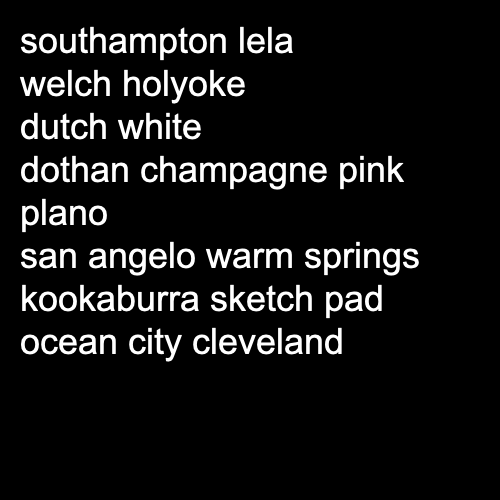 southampton lela
welch holyoke
dutch white
dothan champagne pink
plano
san angelo warm springs
kookaburra sketch pad
ocean city cleveland